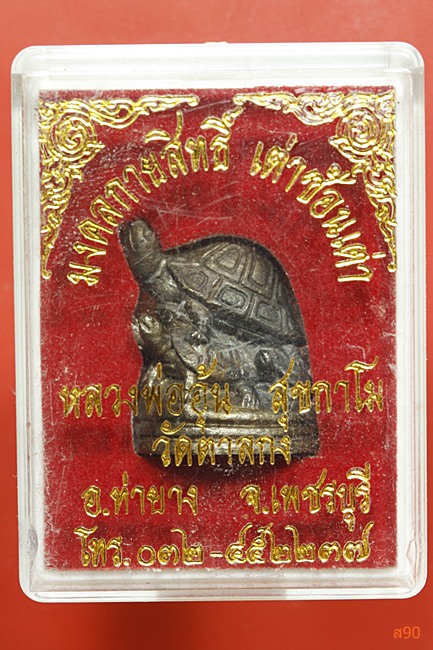 มงคลกายสิทธิ์ เต่าซ้อนเต่า
หลวงพ่ออุ้น สุขกาโม
วัดตาลกง
อ.ท่ายาง จ.เพชรบุรี
โทร. ๐๓๒-๔๕๒๒๓๗
ส90